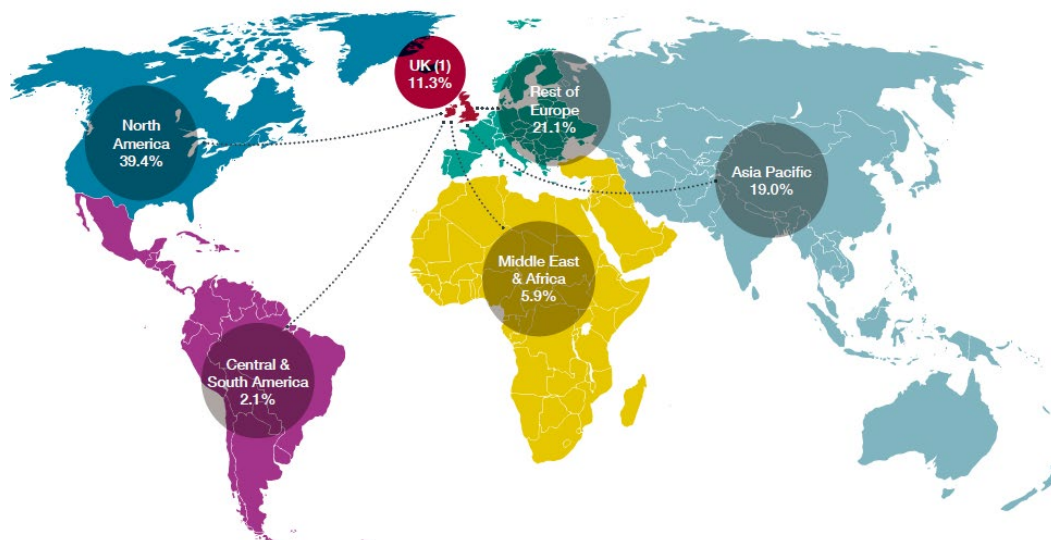 UK (1)
11.3%
Rest of
Europe
21.1%
North
America
39.4%
Asia Pacific
19.0%
Middle East
& Africa
5.9%
Central &
South America
2.1%